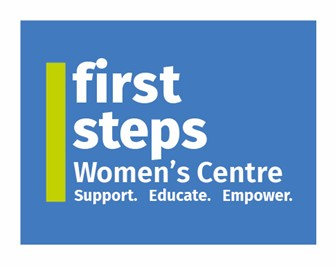 first
steps
Women's Centre
Support. Educate. Empower.